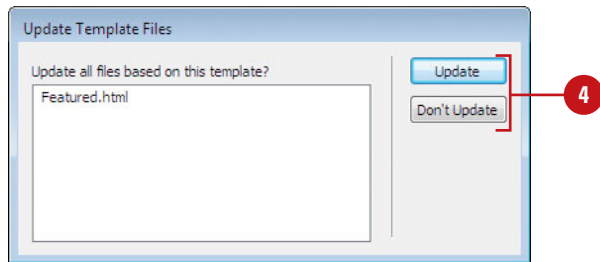 Update Template Files
Update all files based on this template?
Update
Featured.html
Don't Update
4